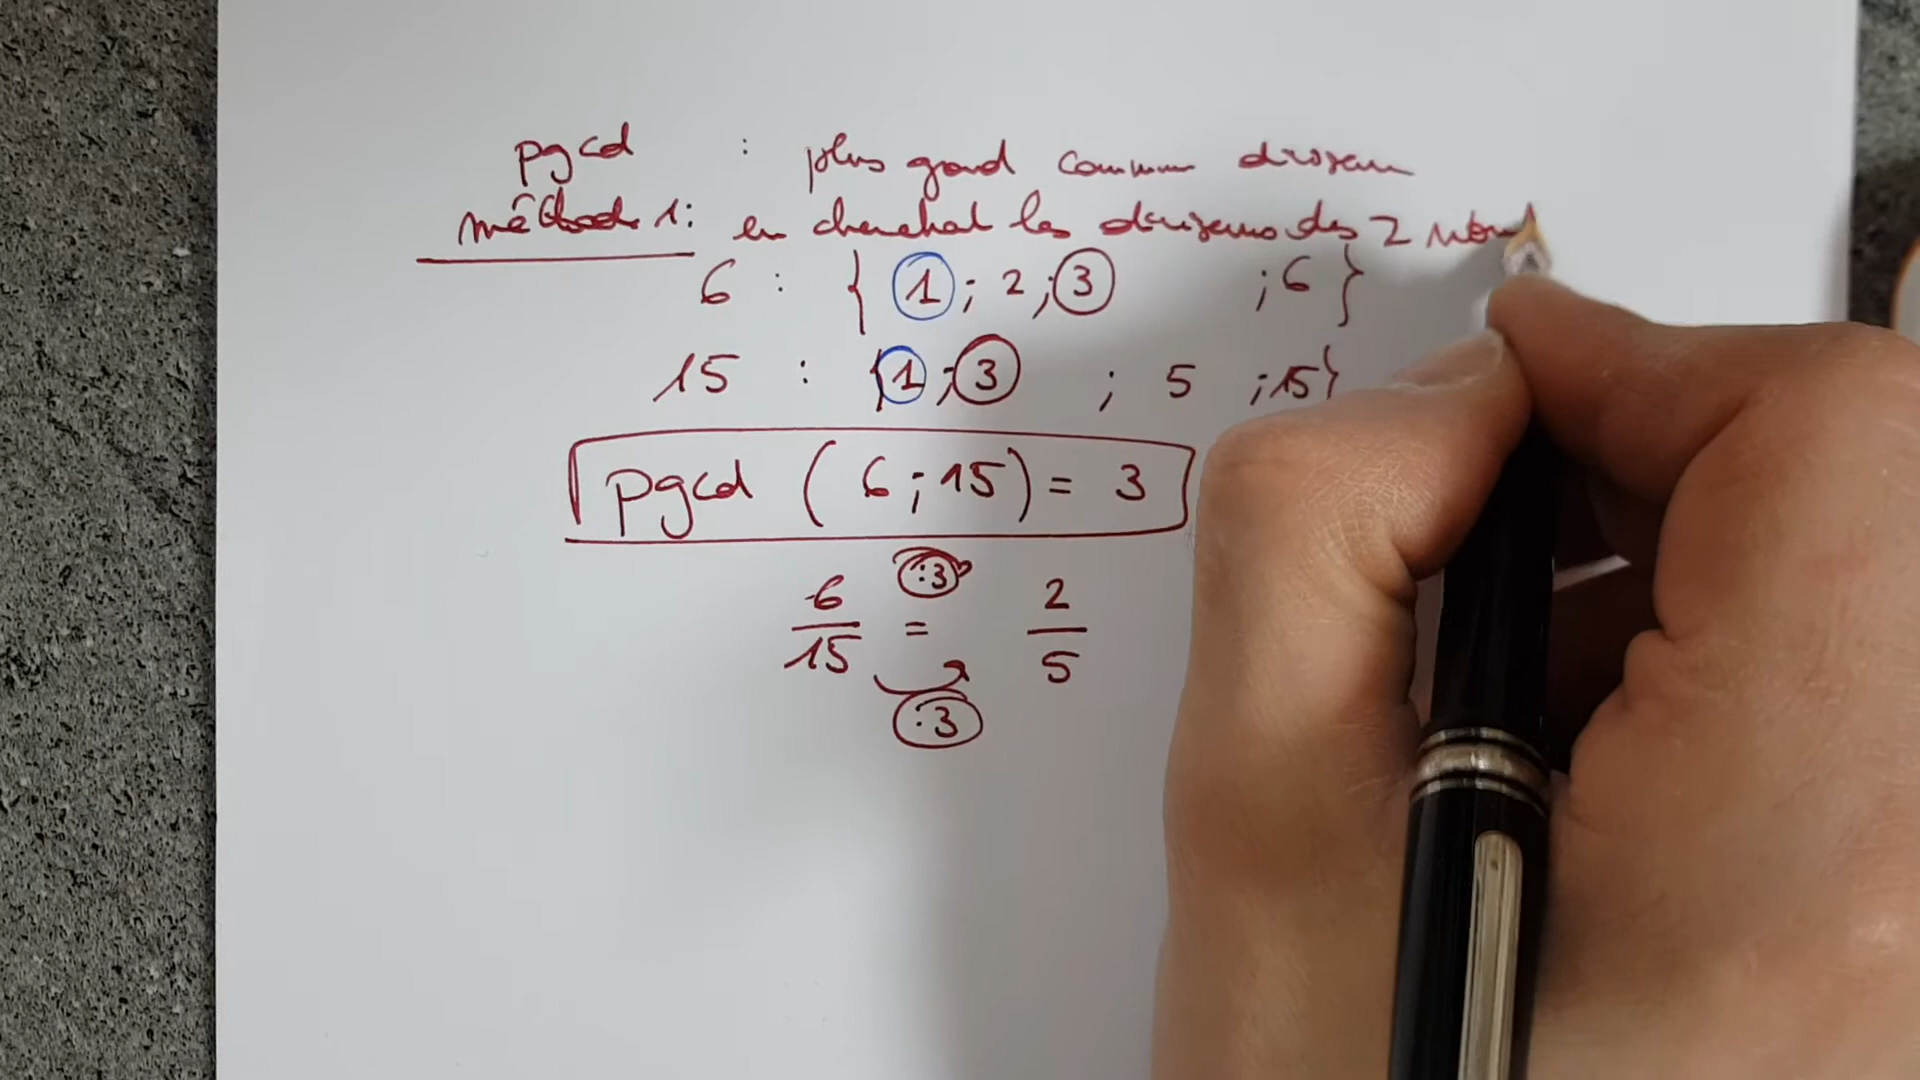 pgcd : plus grand commun diviseur
méthode 1: en cherchant les diviseurs des 2
6 : { 1 ; 2 ; 3 ; 6 }
15 : { 1 ; 3 ; 5 ; 15 }
pgcd ( 6 ; 15 ) = 3
:3
6/15 = 2/5
:3